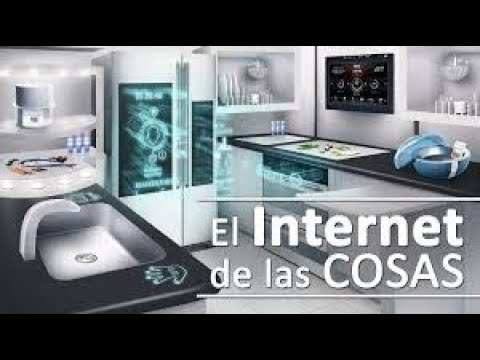 El Internet
de las COSAS